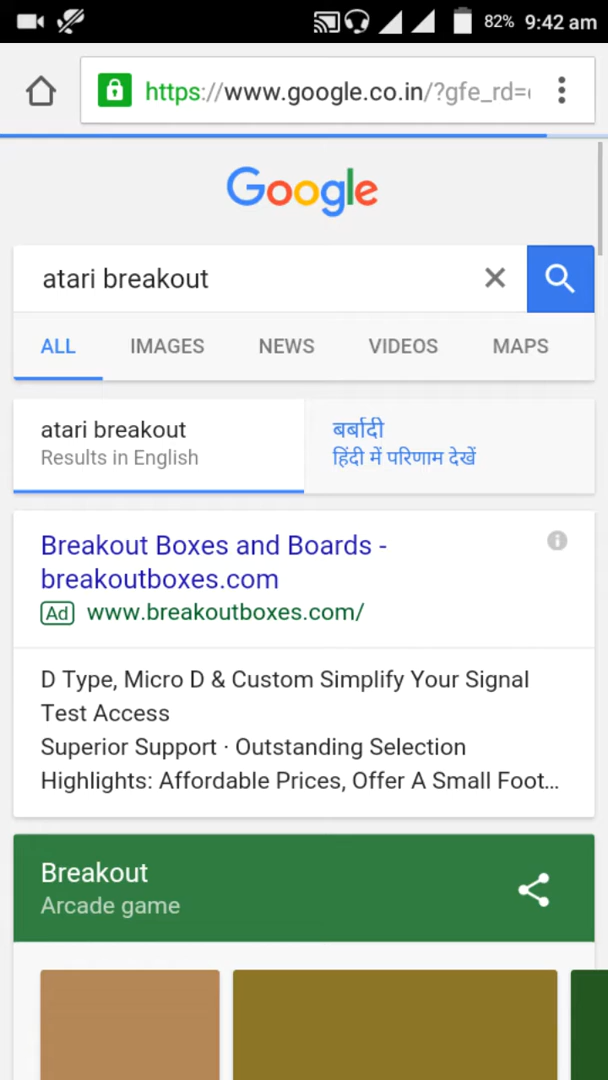 82% 9:42 am
https://www.google.co.in/?gfe_rd=
Google
atari breakout
ALL IMAGES NEWS VIDEOS MAPS
atari breakout
Results in English
बर्बादी
हिंदी में परिणाम देखें
Breakout Boxes and Boards -
breakoutboxes.com
Ad www.breakoutboxes.com/
D Type, Micro D & Custom Simplify Your Signal
Test Access
Superior Support · Outstanding Selection
Highlights: Affordable Prices, Offer A Small Foot...
Breakout
Arcade game